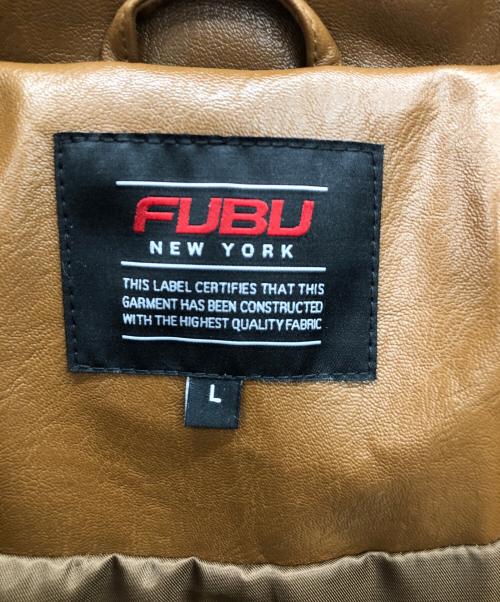 FUBU
NEW YORK
THIS LABEL CERTIFIES THAT THIS
GARMENT HAS BEEN CONSTRUCTED
WITH THE HIGHEST QUALITY FABRIC
L